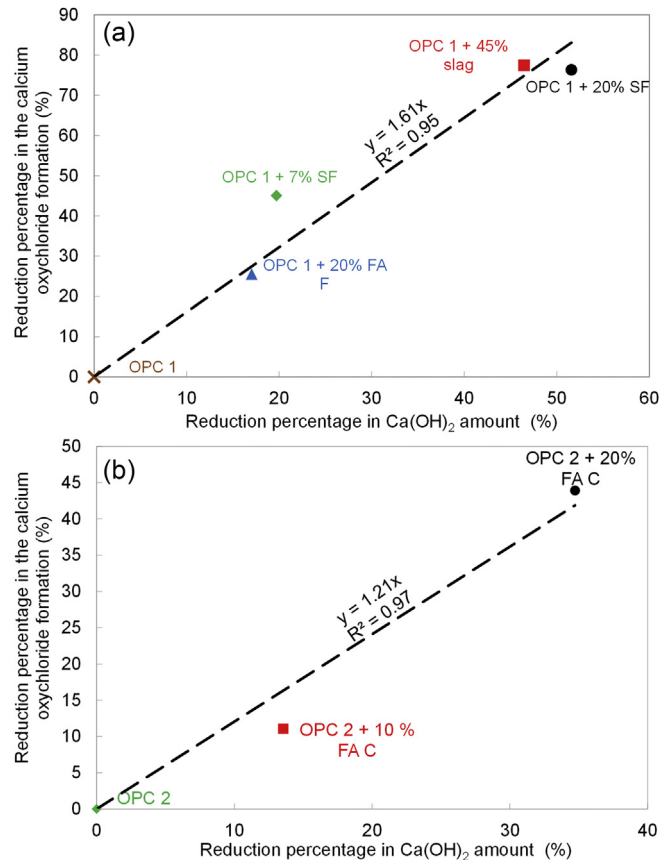 (a)
Reduction percentage in the calcium
oxychloride formation (%)
90
80
70
60
50
40
30
20
10
0
OPC 1 + 45%
slag
OPC 1 + 20% SF
y = 1.61x
R² = 0.95
OPC 1 + 7% SF
OPC 1 + 20% FA
F
OPC 1
0 10 20 30 40 50 60
Reduction percentage in Ca(OH)₂ amount (%)
(b)
Reduction percentage in the calcium
oxychloride formation (%)
50
45
40
35
30
25
20
15
10
5
0
OPC 2 + 20%
FA C
y = 1.21x
R² = 0.97
OPC 2 + 10 %
FA C
OPC 2
0 10 20 30 40
Reduction percentage in Ca(OH)₂ amount (%)